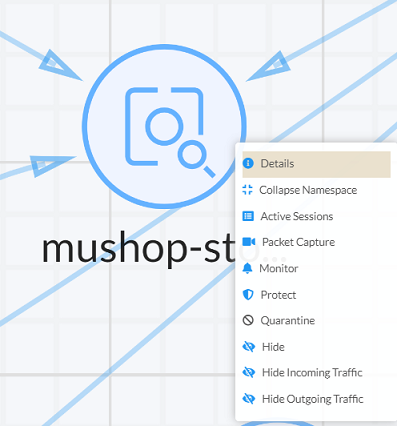 mushop-sto...
Details
Collapse Namespace
Active Sessions
Packet Capture
Monitor
Protect
Quarantine
Hide
Hide Incoming Traffic
Hide Outgoing Traffic